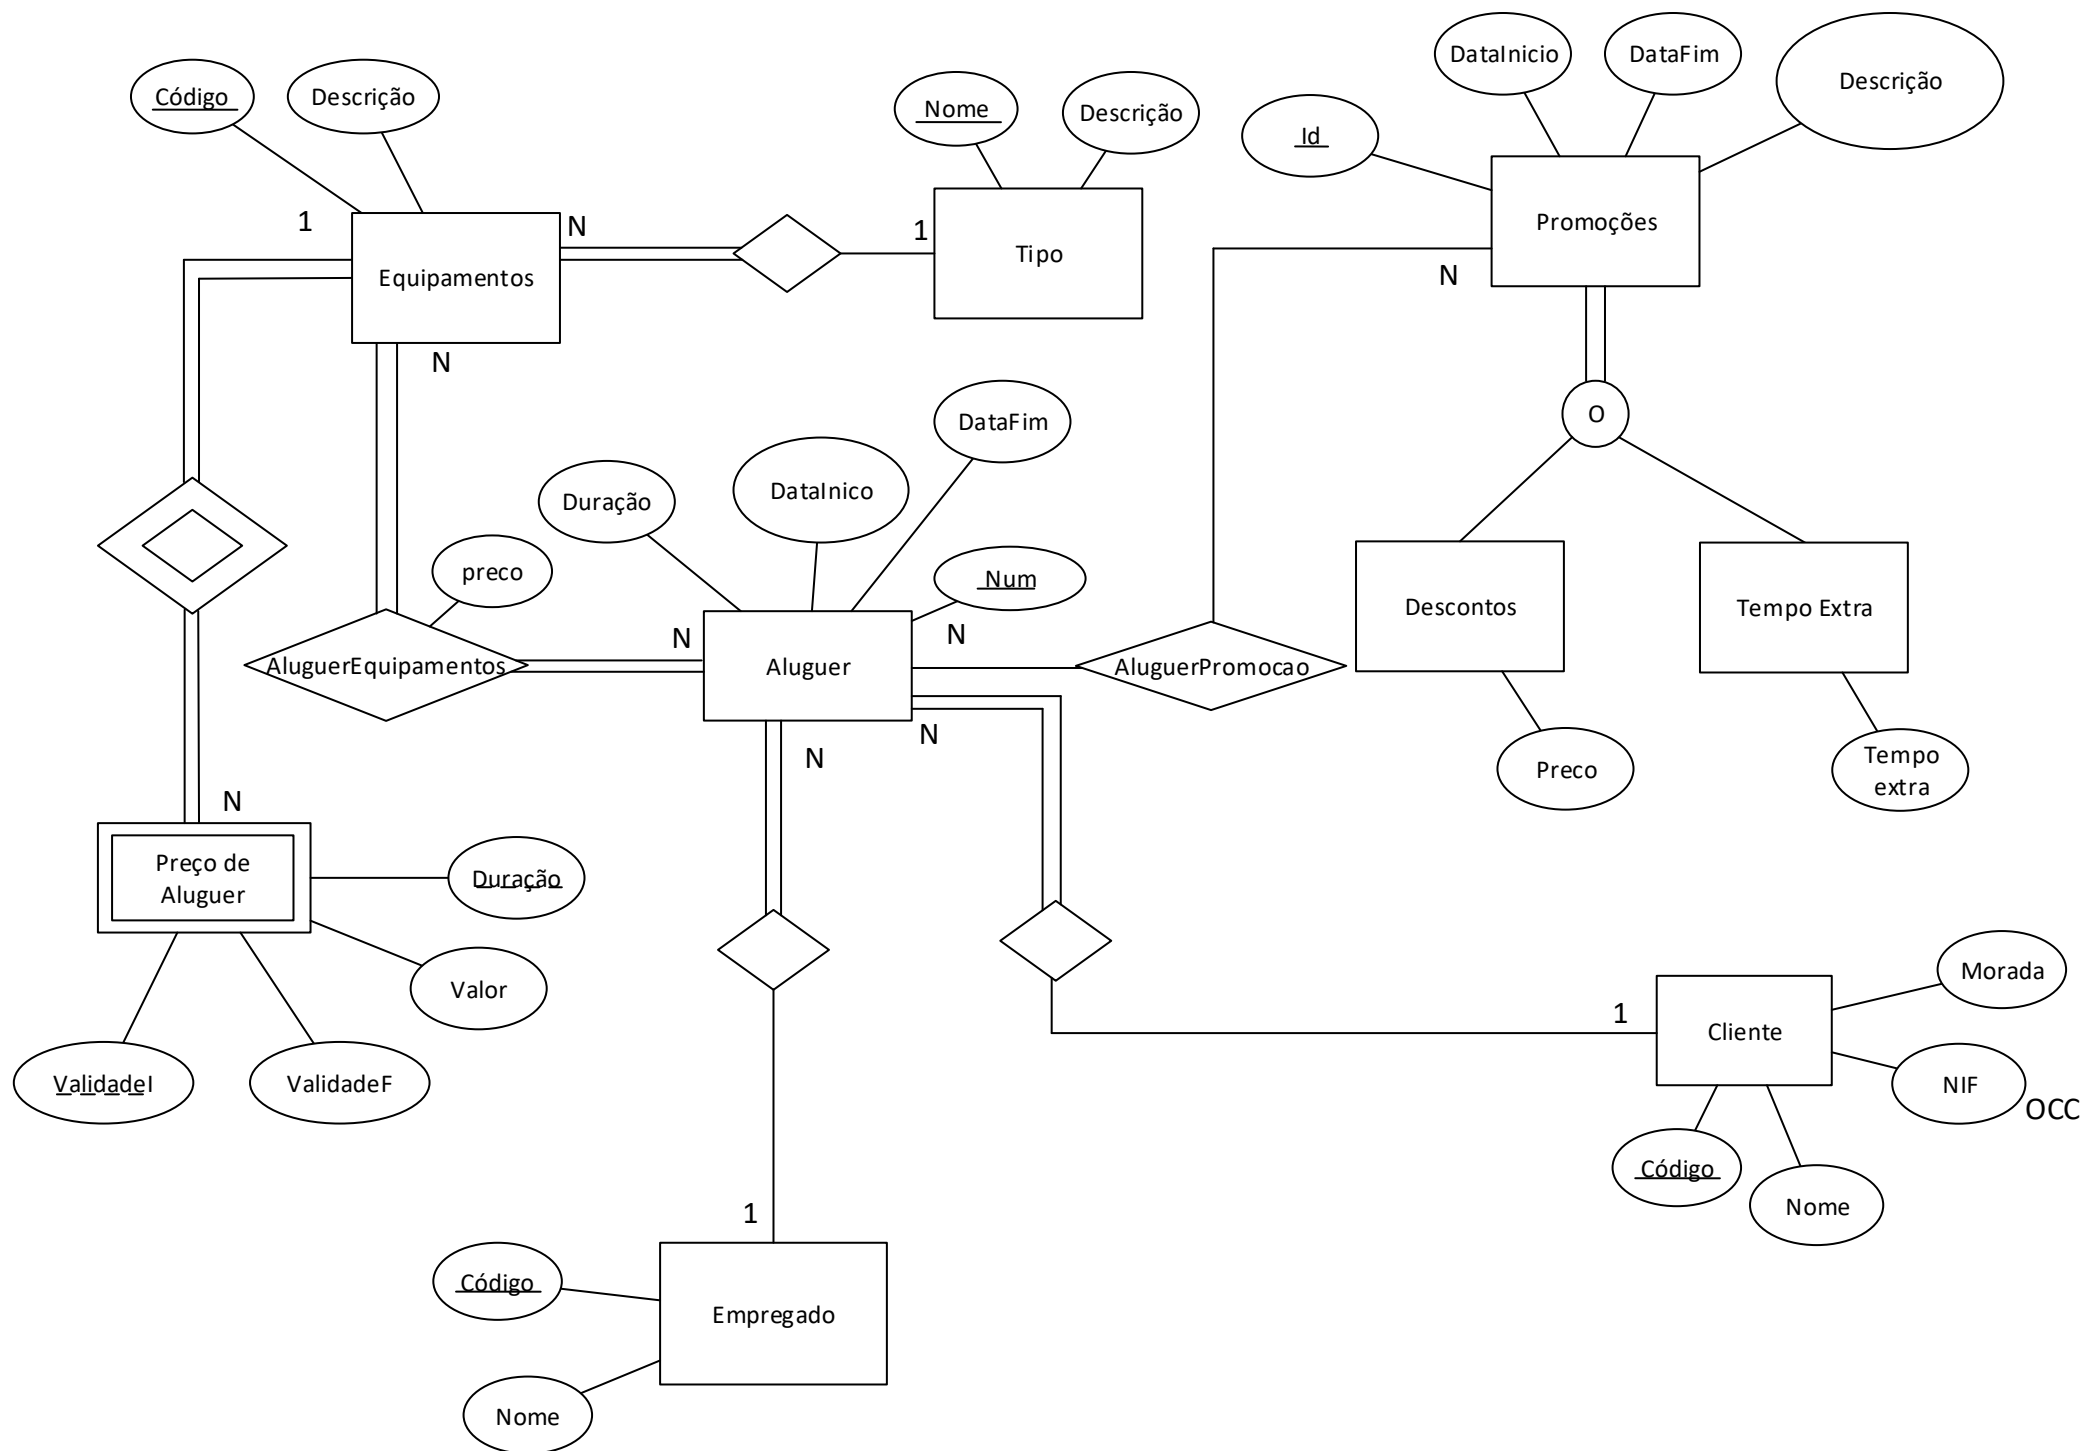 DataInicio
DataFim
Descrição
Código
Descrição
Nome
Descrição
Id
1
N
1
Promoções
Tipo
Equipamentos
N
N
DataFim
O
DataInico
Duração
preco
Num
Descontos
Tempo Extra
N
N
AluguerEquipamentos
Aluguer
AluguerPromocao
N
N
Tempo
extra
Preco
N
Preço de
Aluguer
Duração
Morada
Valor
1
Cliente
ValidadeI
ValidadeF
NIF
OCC
Código
Nome
1
Código
Empregado
Nome